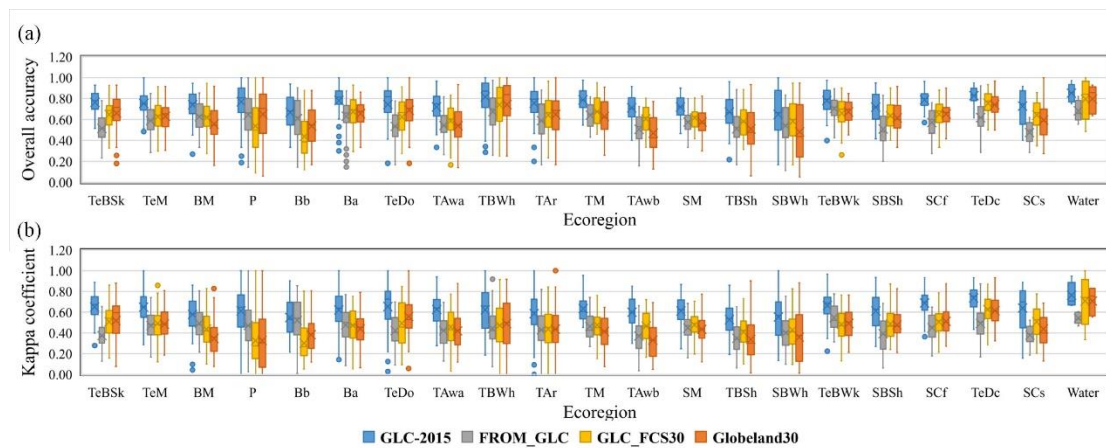 (a)
Overall accuracy
1.20
1.00
0.80
0.60
0.40
0.20
0.00
TeBSk TeM BM P Bb Ba TeDo TAwa TBWh TAr TM TAwb SM TBSh SBWh TeBWk SBSh SCf TeDc SCs Water
Ecoregion
(b)
Kappa coefficient
1.20
1.00
0.80
0.60
0.40
0.20
0.00
TeBSk TeM BM P Bb Ba TeDo TAwa TBWh TAr TM TAwb SM TBSh SBWh TeBWk SBSh SCf TeDc SCs Water
Ecoregion
GLC-2015 FROM_GLC GLC_FCS30 Globeland30